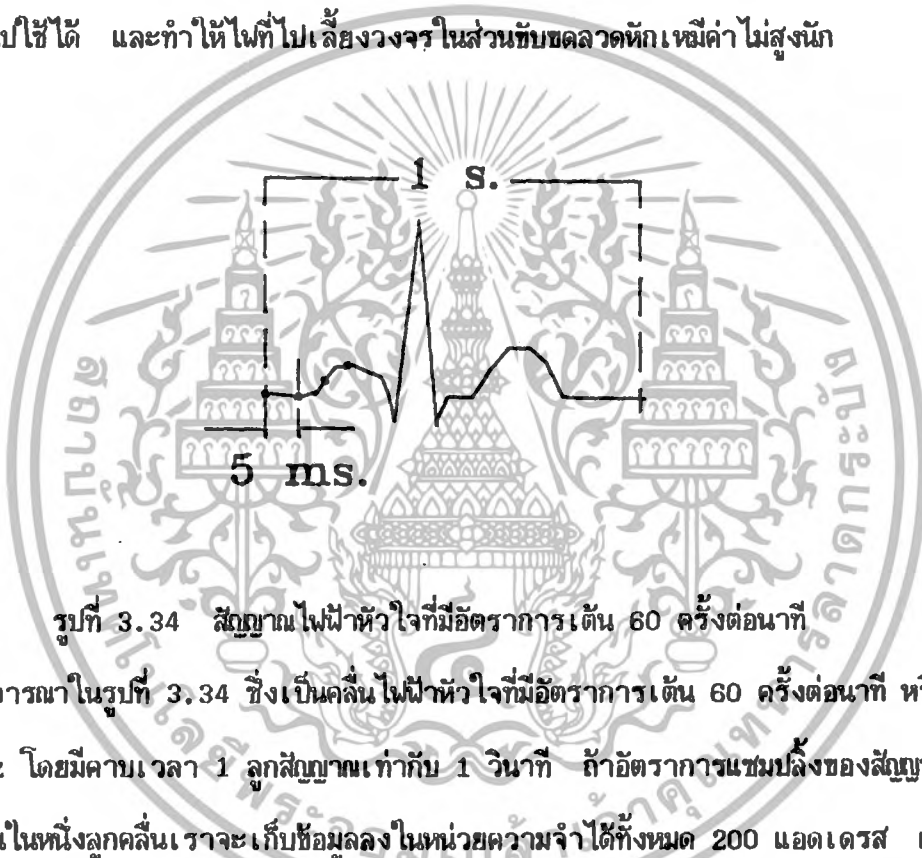 ปใช้ได้ และทำให้ไฟที่ไปเลี้ยงวงจรในส่วนขับขดลวดหักเหมีค่าไม่สูงนัก
1 s.
5 ms.
รูปที่ 3.34 สัญญาณไฟฟ้าหัวใจที่มีอัตราการเต้น 60 ครั้งต่อนาที
ารณาในรูปที่ 3.34 ซึ่งเป็นคลื่นไฟฟ้าหัวใจที่มีอัตราการเต้น 60 ครั้งต่อนาที หรื
z โดยมีคาบเวลา 1 ลูกสัญญาณเท่ากับ 1 วินาที ถ้าอัตราการแซมปลิ้งของสัญญา
นในหนึ่งลูกคลื่นเราจะเก็บข้อมูลลงในหน่วยความจำได้ทั้งหมด 200 แอดเดรส